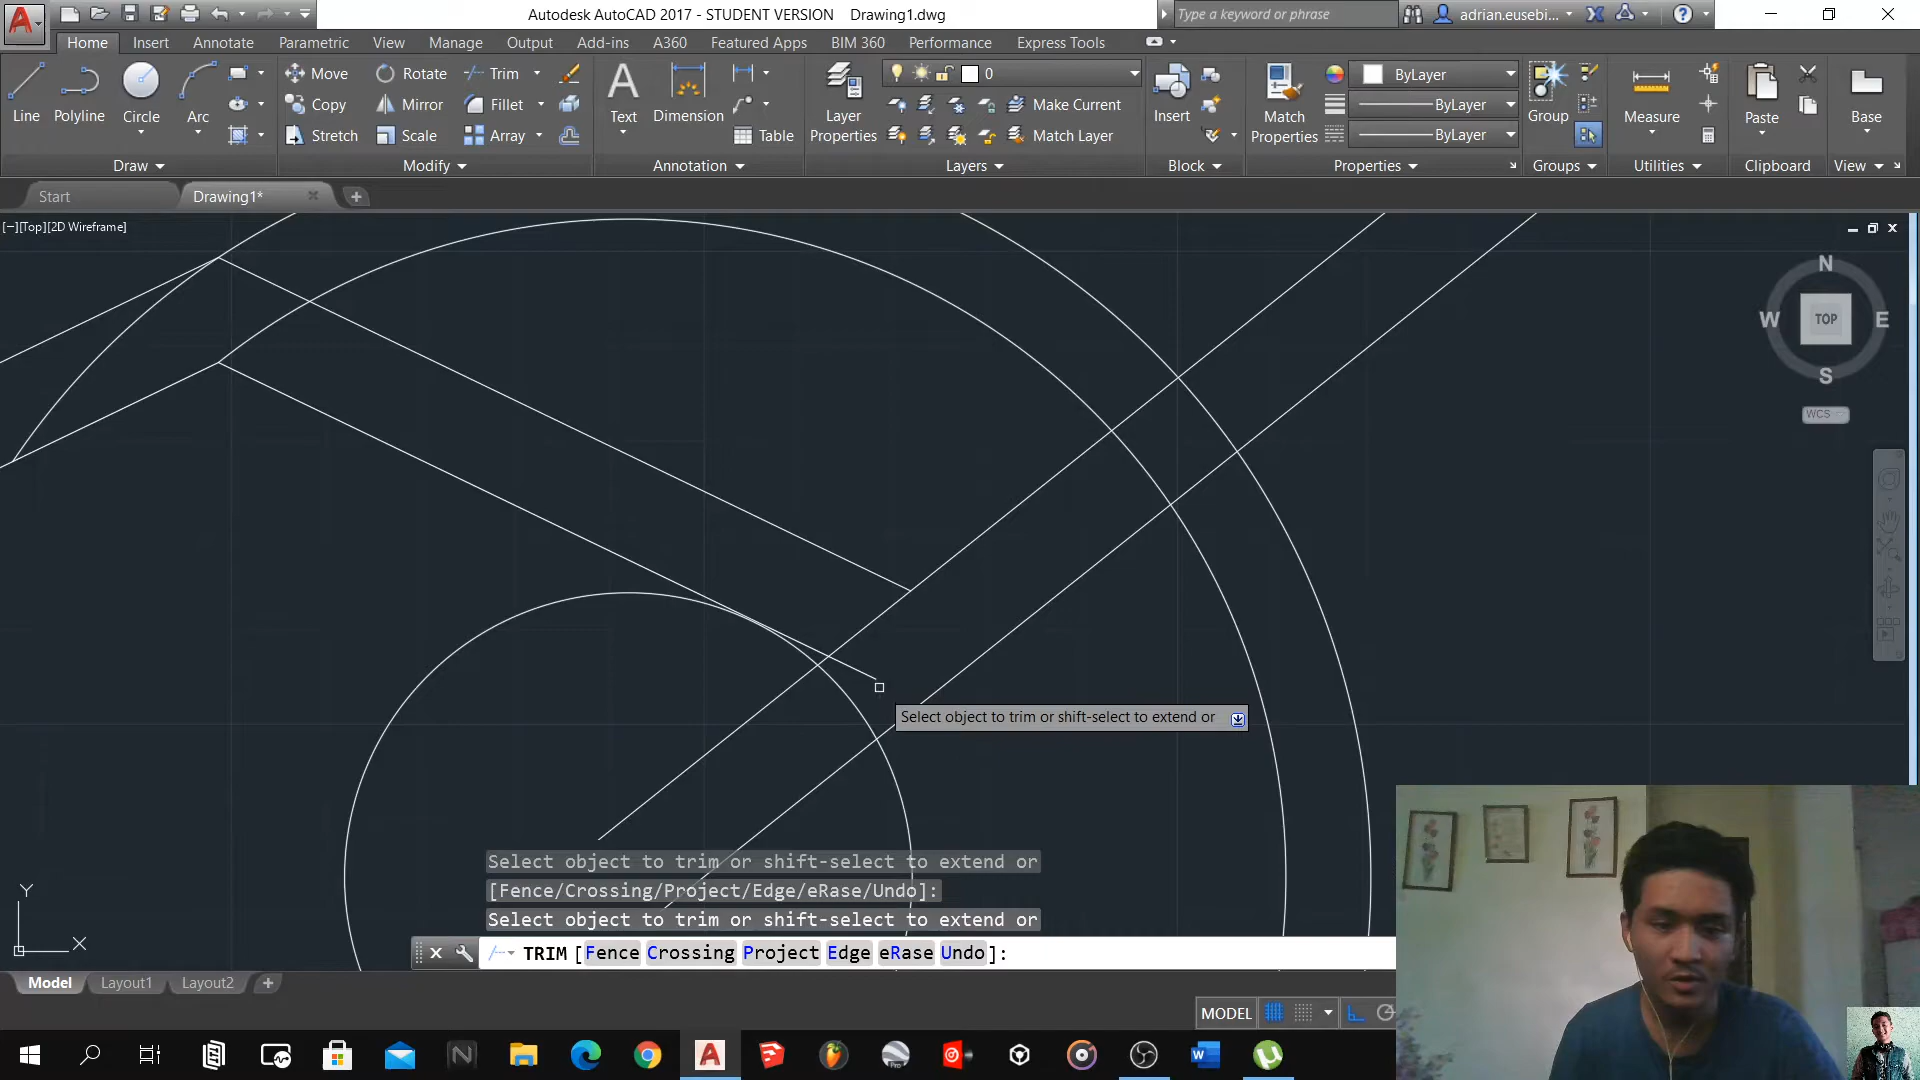 Autodesk AutoCAD 2017 - STUDENT VERSION Drawing1.dwg
Type a keyword or phrase
adrian.eusebi...
Home Insert Annotate Parametric View Manage Output Add-ins A360 Featured Apps BIM 360 Performance Express Tools
Line Polyline Circle Arc
Move Rotate Trim
Copy Mirror Fillet
Stretch Scale Array
Text Dimension
Table
Layer
Properties
0
Make Current
Match Layer
Insert
Match
Properties
ByLayer
ByLayer
ByLayer
Group
Measure
Paste
Base
Draw Modify Annotation Layers Block Properties Groups Utilities Clipboard View
Start Drawing1*
[−][Top][2D Wireframe]
N
W TOP E
S
WCS
Select object to trim or shift-select to extend or
Select object to trim or shift-select to extend or
[Fence/Crossing/Project/Edge/eRase/Undo]:
Select object to trim or shift-select to extend or
TRIM [Fence Crossing Project Edge eRase Undo]:
Y
X
Model Layout1 Layout2
MODEL